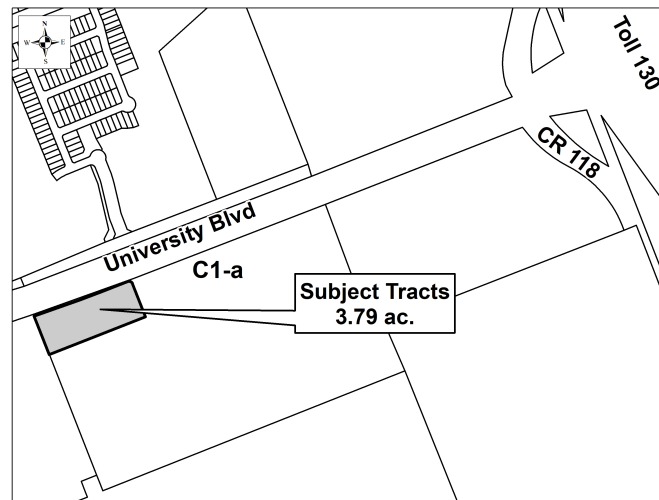 N
W E
S
Toll 130
CR 118
University Blvd
C1-a
Subject Tracts
3.79 ac.